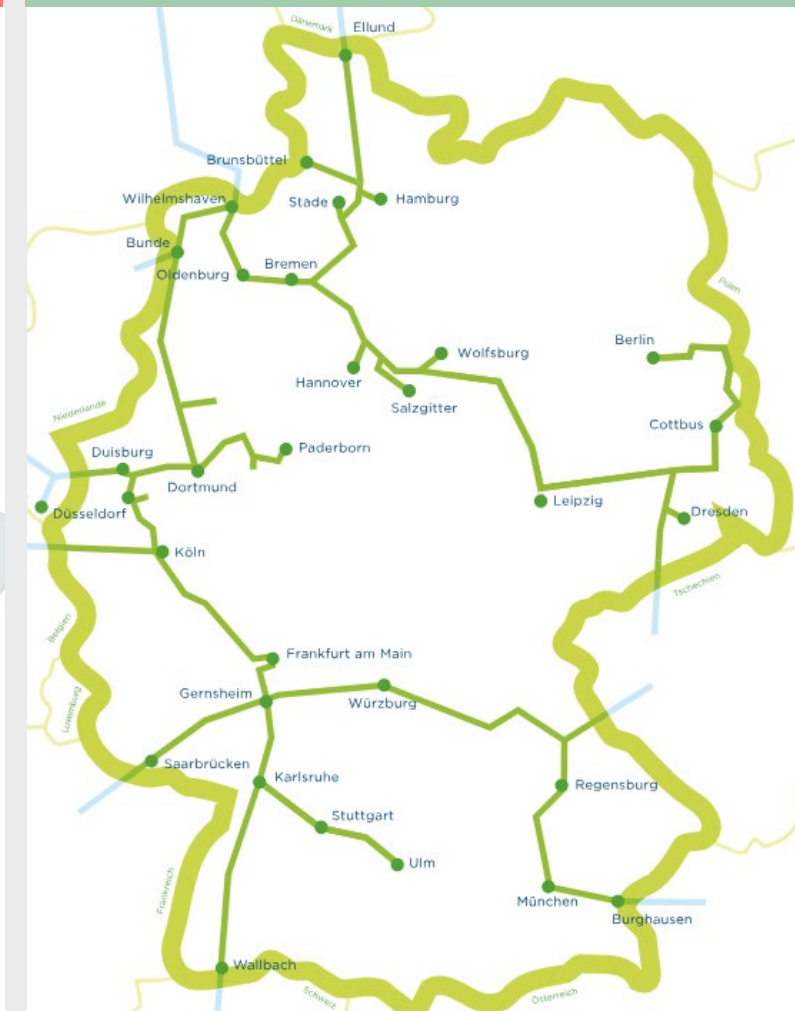 Dänemark
Ellund
Brunsbüttel
Wilhelmshaven
Stade
Hamburg
Bunde
Oldenburg
Bremen
Polen
Berlin
Wolfsburg
Hannover
Salzgitter
Niederlande
Cottbus
Duisburg
Paderborn
Dortmund
Leipzig
Düsseldorf
Dresden
Köln
Tschechien
Belgien
Frankfurt am Main
Luxemburg
Gernsheim
Würzburg
Saarbrücken
Karlsruhe
Regensburg
Stuttgart
Ulm
Frankreich
München
Burghausen
Wallbach
Schweiz
Österreich